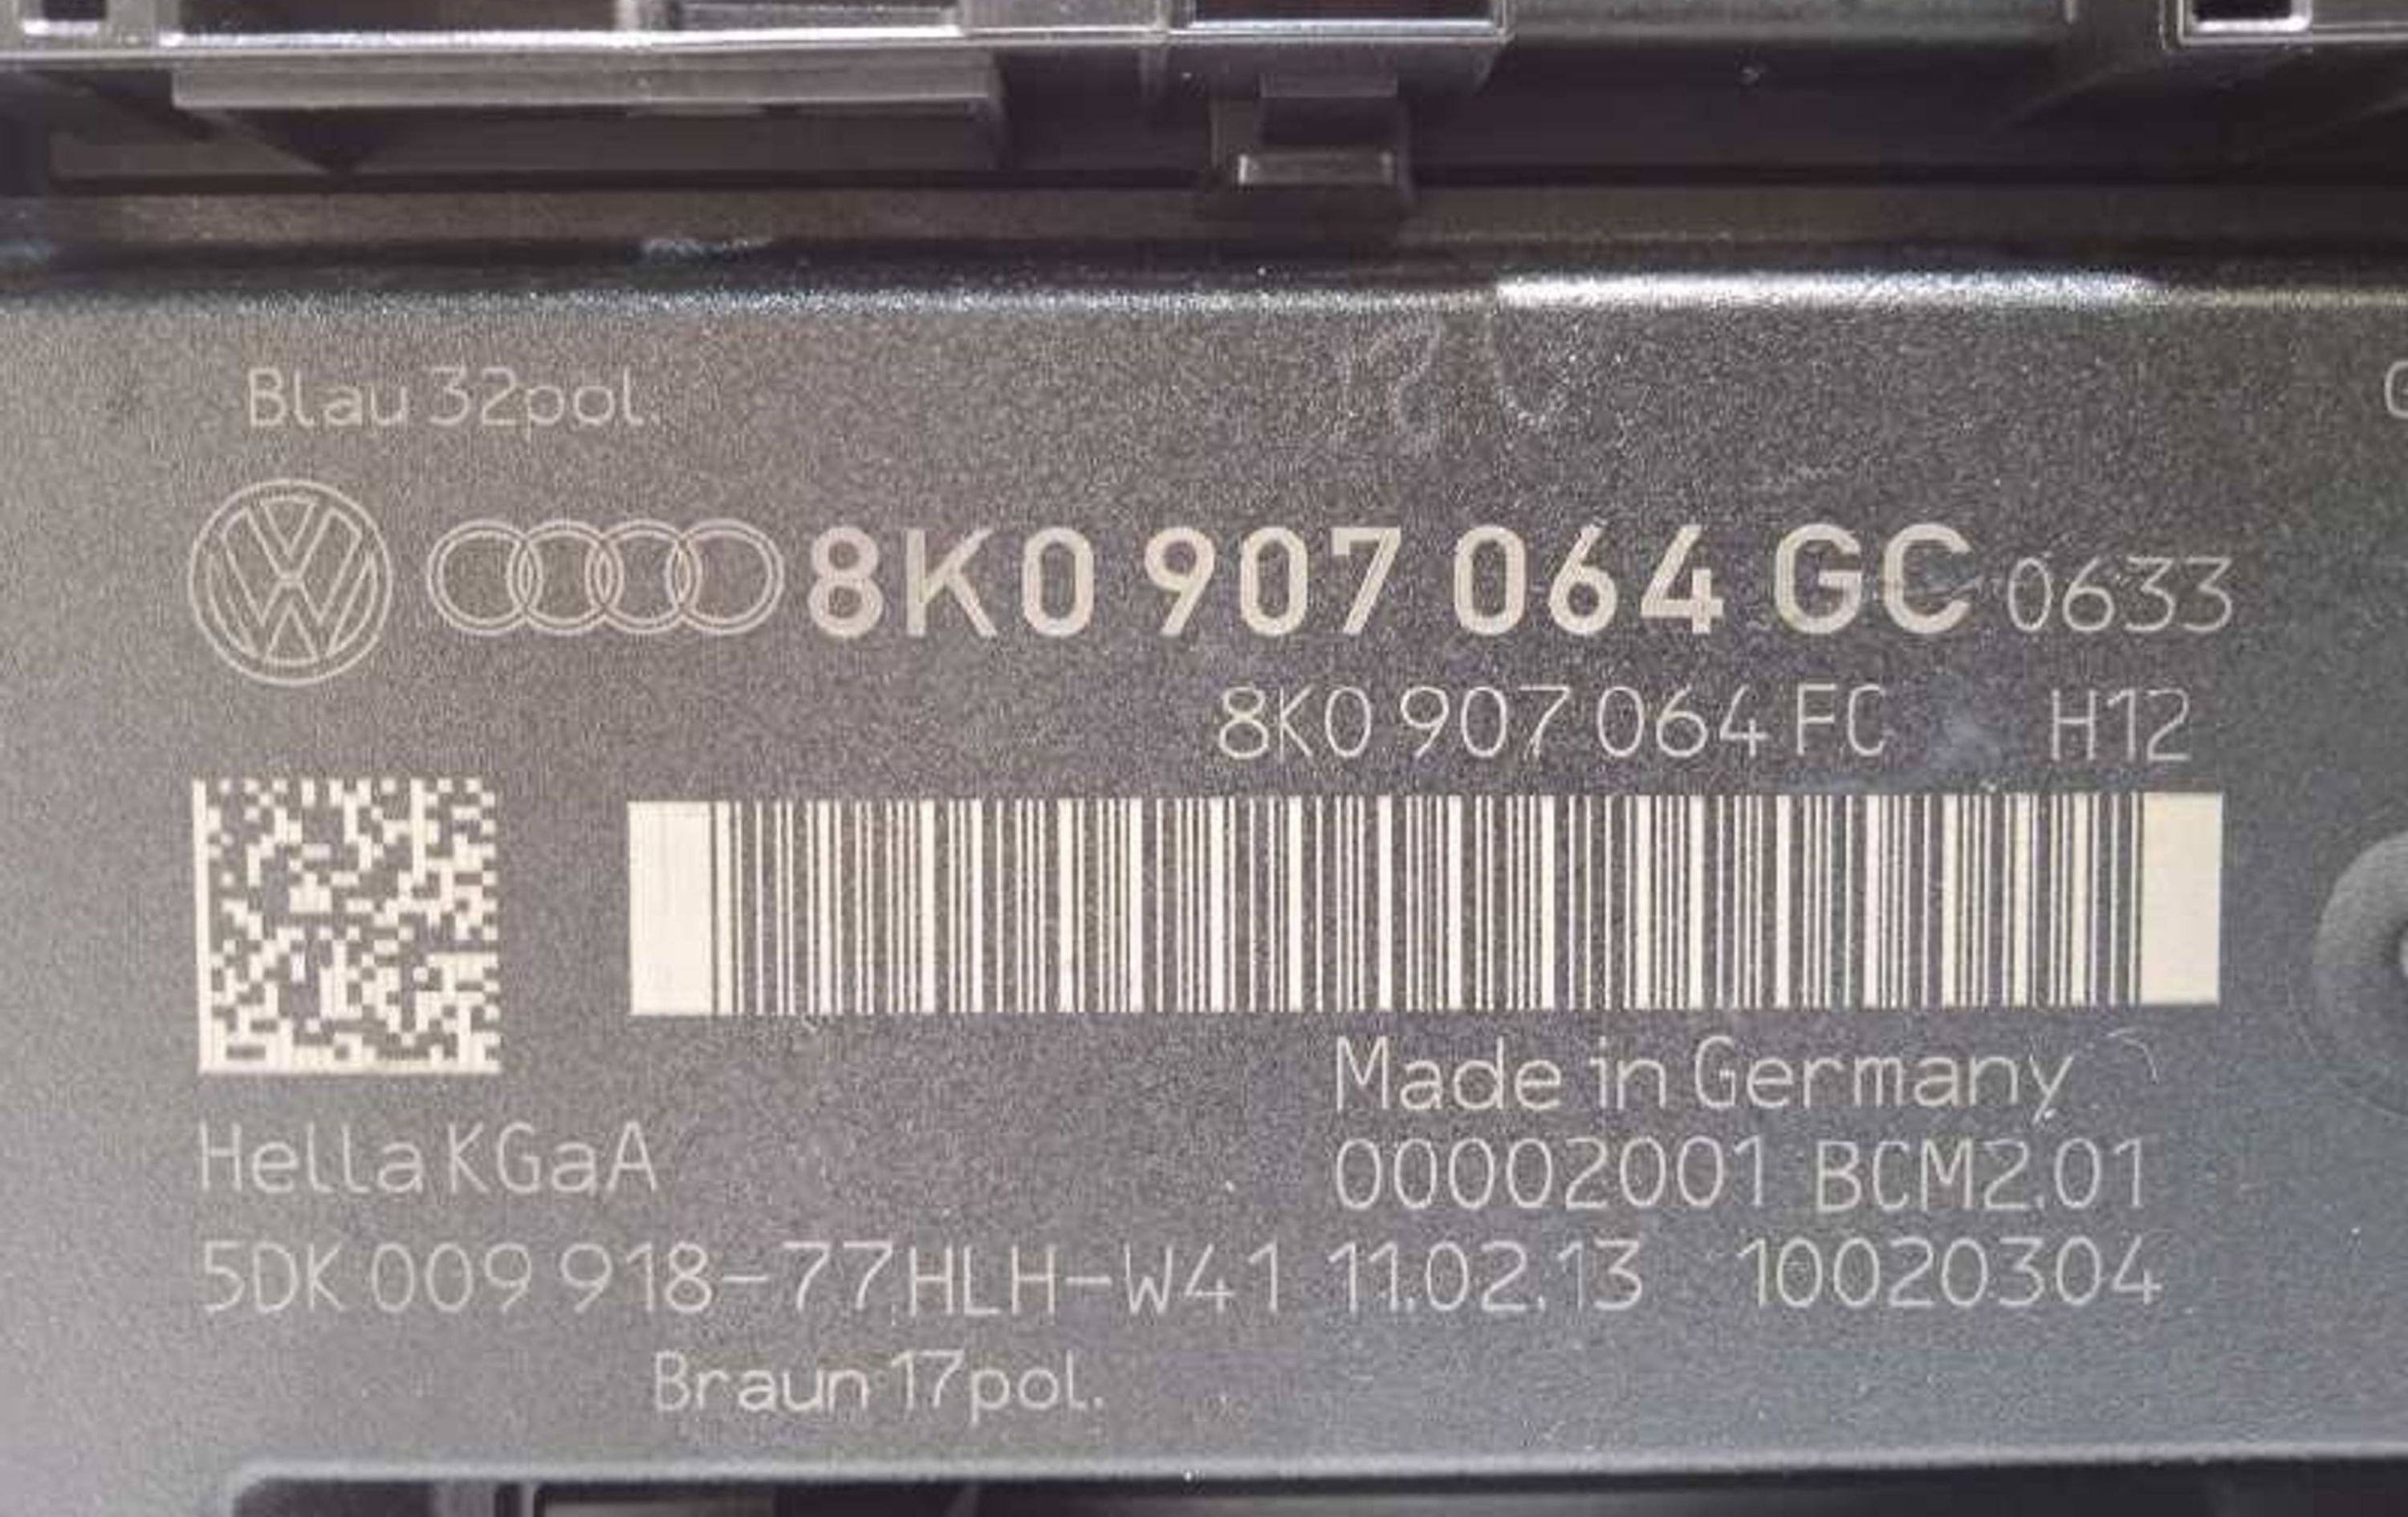 Blau 32pol.
8K0 907 064 GC 0633
8K0 907 064 FC H12
Made in Germany
Hella KGaA
00002001 BCM2.01
5DK 009 918-77 HLH-W41 11.02.13 10020304
Braun 17pol.